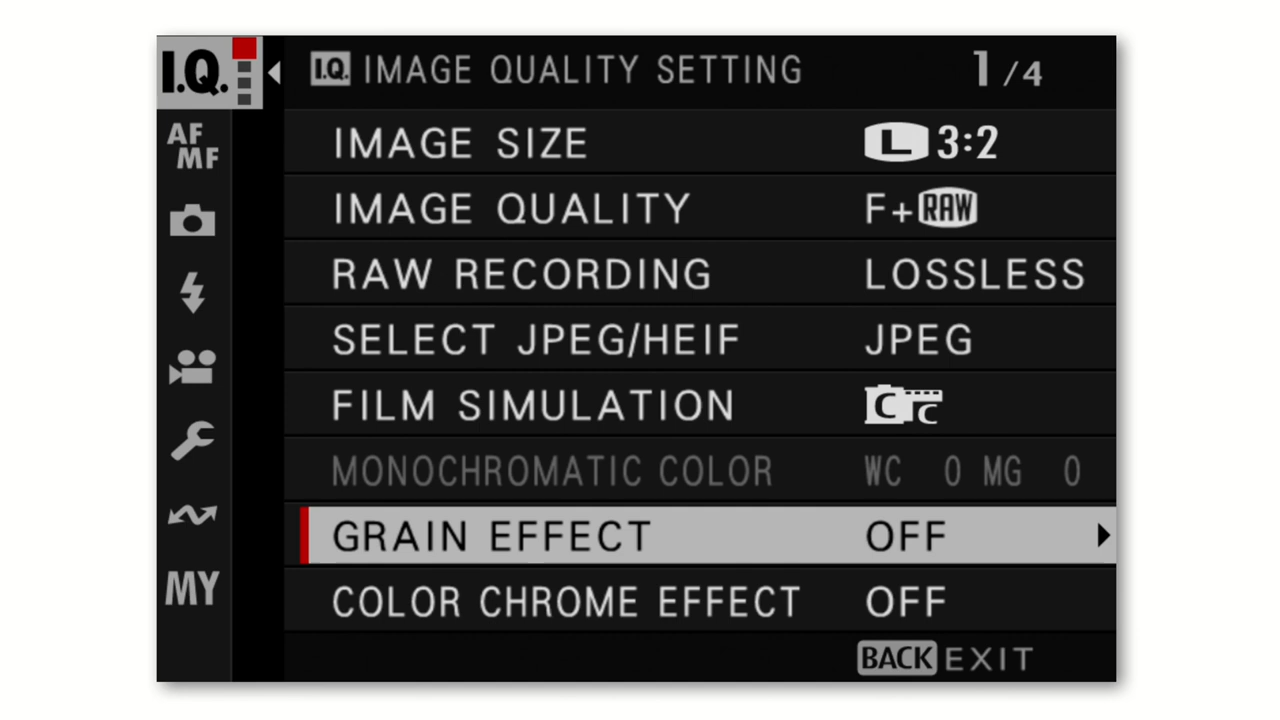 I.Q.
I.Q. IMAGE QUALITY SETTING 1/4
AF
MF
IMAGE SIZE L 3:2
IMAGE QUALITY F+RAW
RAW RECORDING LOSSLESS
SELECT JPEG/HEIF JPEG
FILM SIMULATION C C
MONOCHROMATIC COLOR WC 0 MG 0
GRAIN EFFECT OFF
MY
COLOR CHROME EFFECT OFF
BACK EXIT